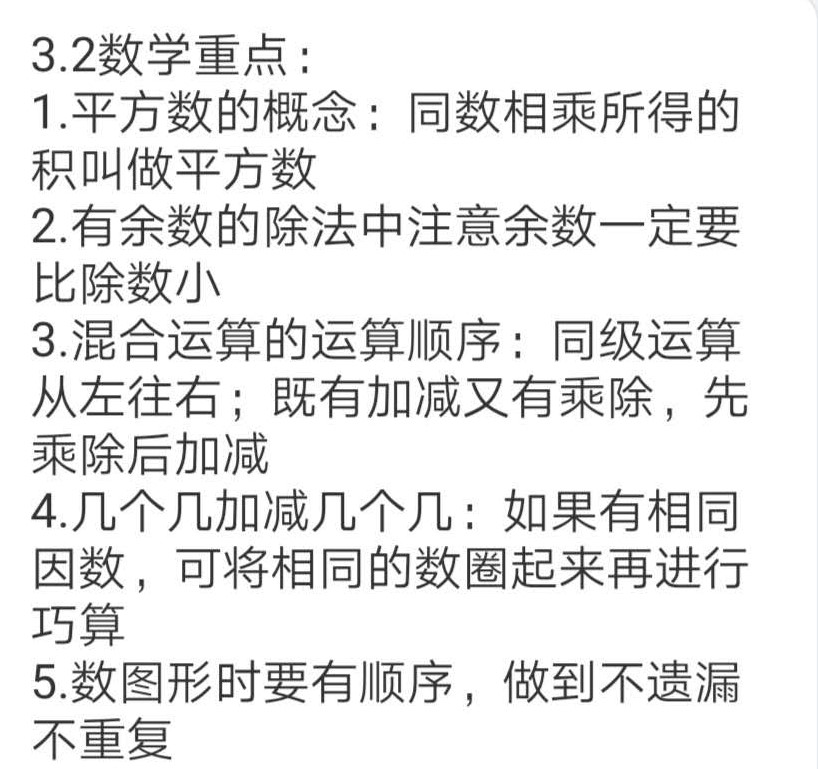 3.2数学重点：
1.平方数的概念：同数相乘所得的
积叫做平方数
2.有余数的除法中注意余数一定要
比除数小
3.混合运算的运算顺序：同级运算
从左往右；既有加减又有乘除，先
乘除后加减
4.几个几加减几个几：如果有相同
因数，可将相同的数圈起来再进行
巧算
5.数图形时要有顺序，做到不遗漏
不重复